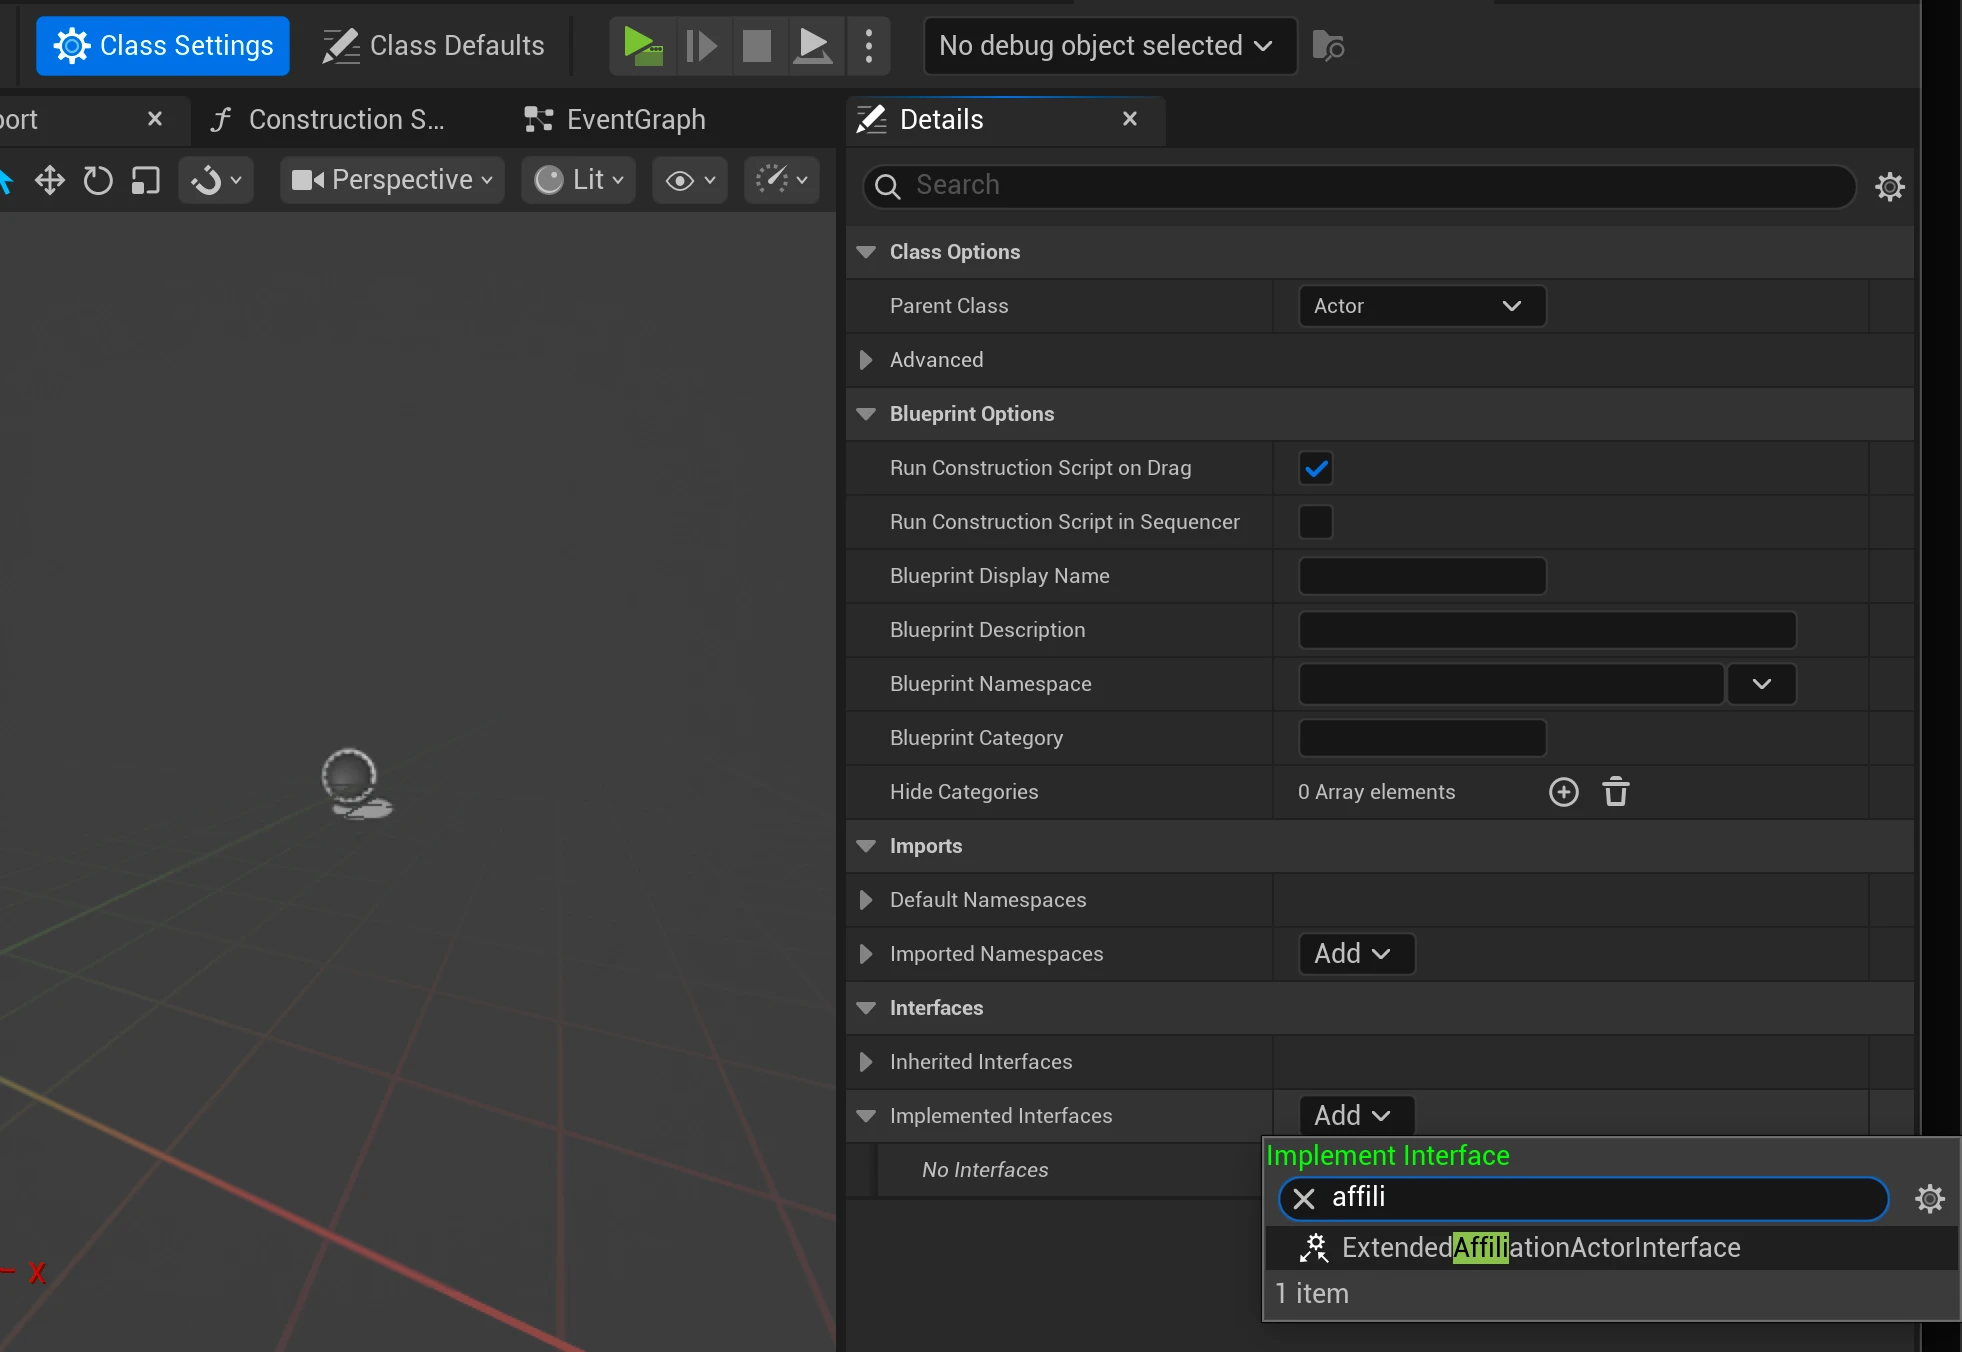 Class Settings
Class Defaults
No debug object selected
port
Construction S...
EventGraph
Details
Perspective
Lit
Search
Class Options
Parent Class
Actor
Advanced
Blueprint Options
Run Construction Script on Drag
Run Construction Script in Sequencer
Blueprint Display Name
Blueprint Description
Blueprint Namespace
Blueprint Category
Hide Categories
0 Array elements
Imports
Default Namespaces
Imported Namespaces
Add
Interfaces
Inherited Interfaces
Implemented Interfaces
Add
No Interfaces
Implement Interface
affili
ExtendedAffiliationActorInterface
1 item
X